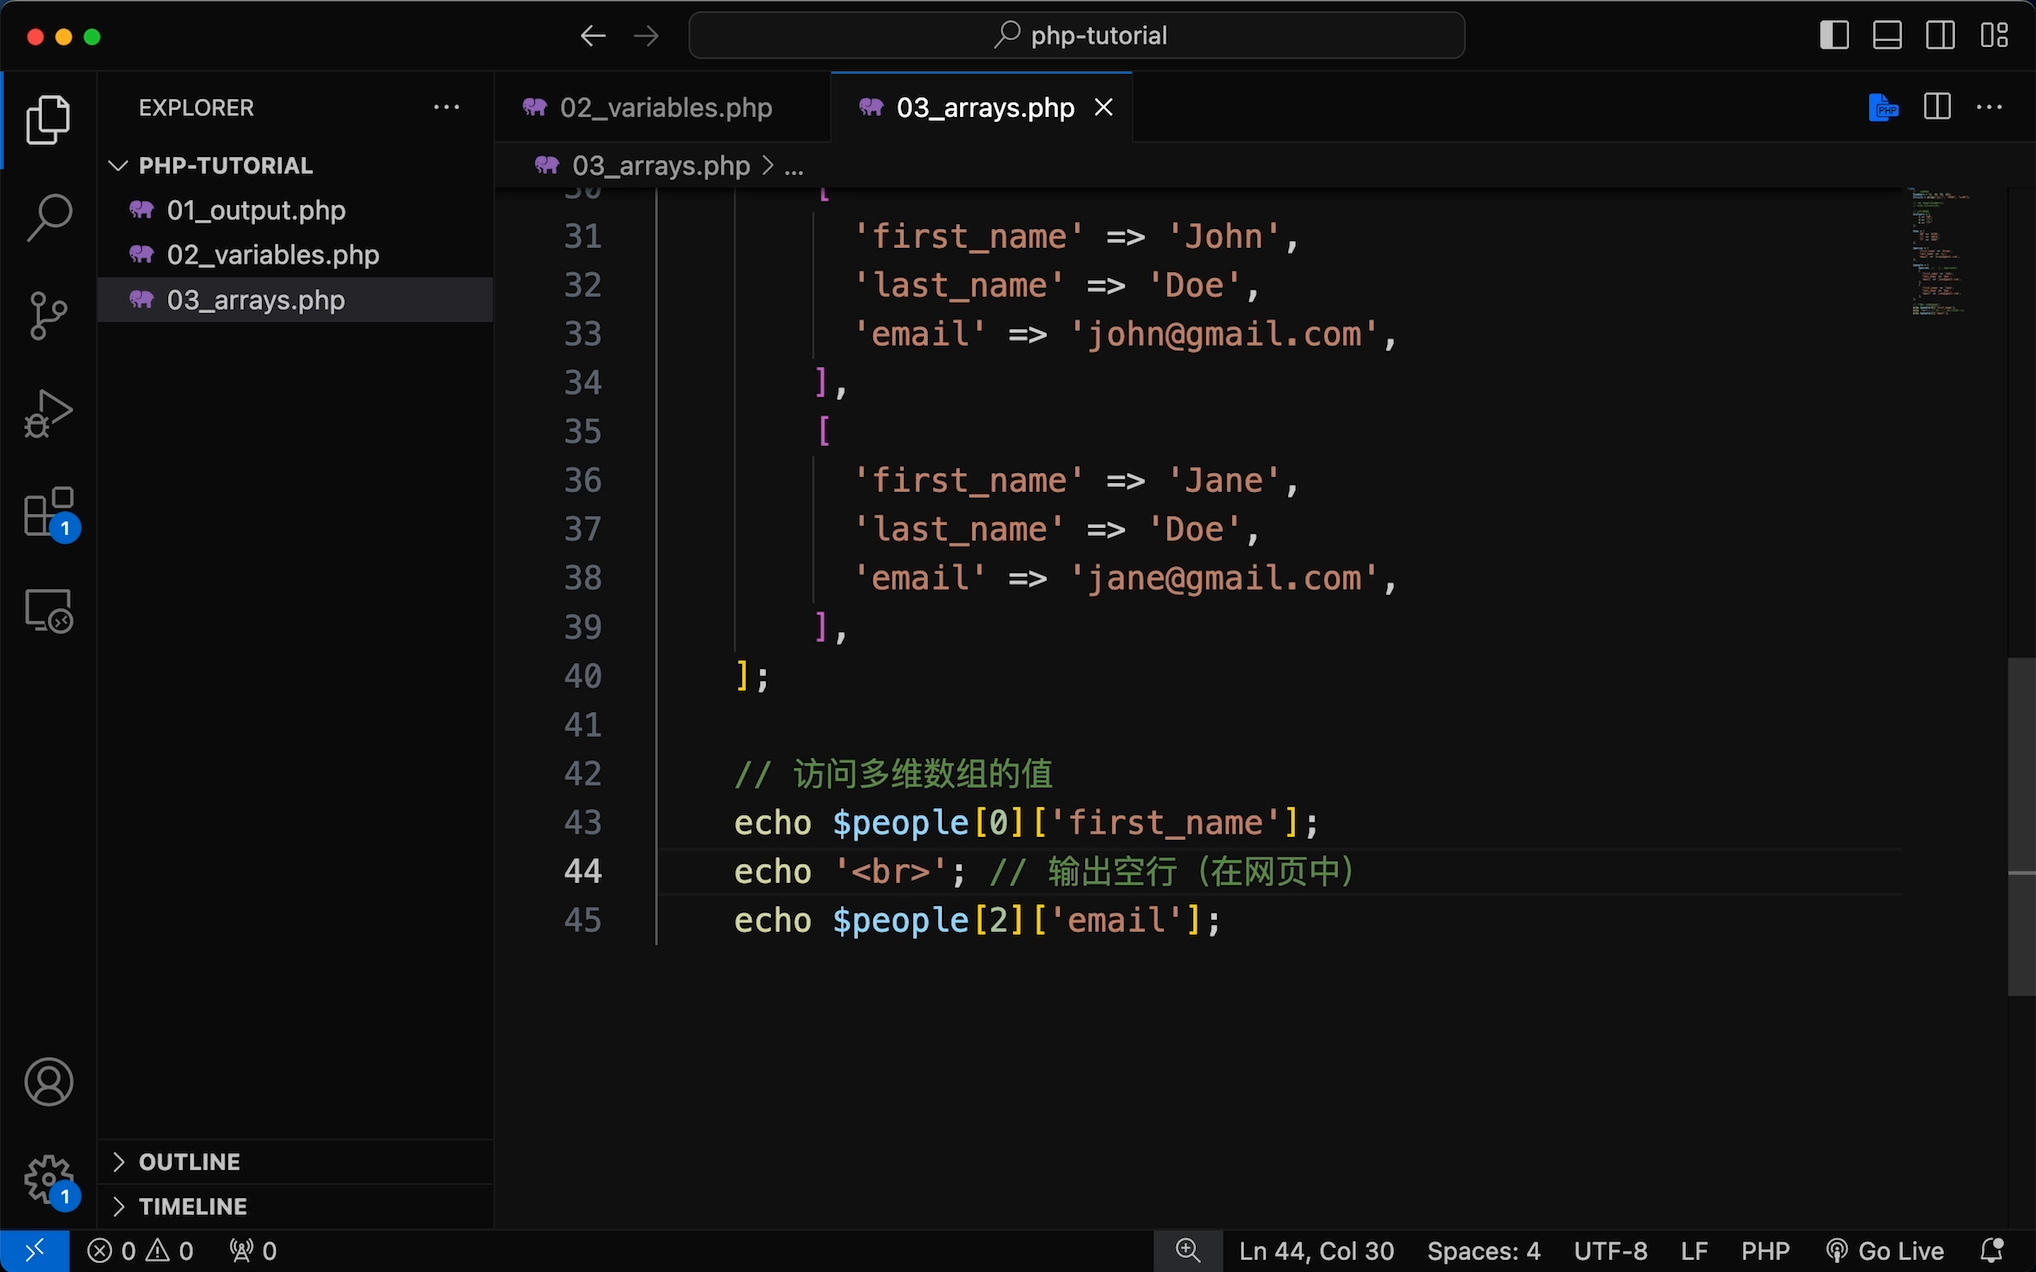 php-tutorial
EXPLORER
02_variables.php
03_arrays.php
PHP-TUTORIAL
03_arrays.php > ...
01_output.php
02_variables.php
03_arrays.php
30 [
31 'first_name' => 'John',
32 'last_name' => 'Doe',
33 'email' => 'john@gmail.com',
34 ],
35 [
36 'first_name' => 'Jane',
37 'last_name' => 'Doe',
38 'email' => 'jane@gmail.com',
39 ],
40 ];
41
42 // 访问多维数组的值
43 echo $people[0]['first_name'];
44 echo '<br>'; // 输出空行（在网页中）
45 echo $people[2]['email'];
1
OUTLINE
1
TIMELINE
0 0 0 Ln 44, Col 30 Spaces: 4 UTF-8 LF PHP Go Live